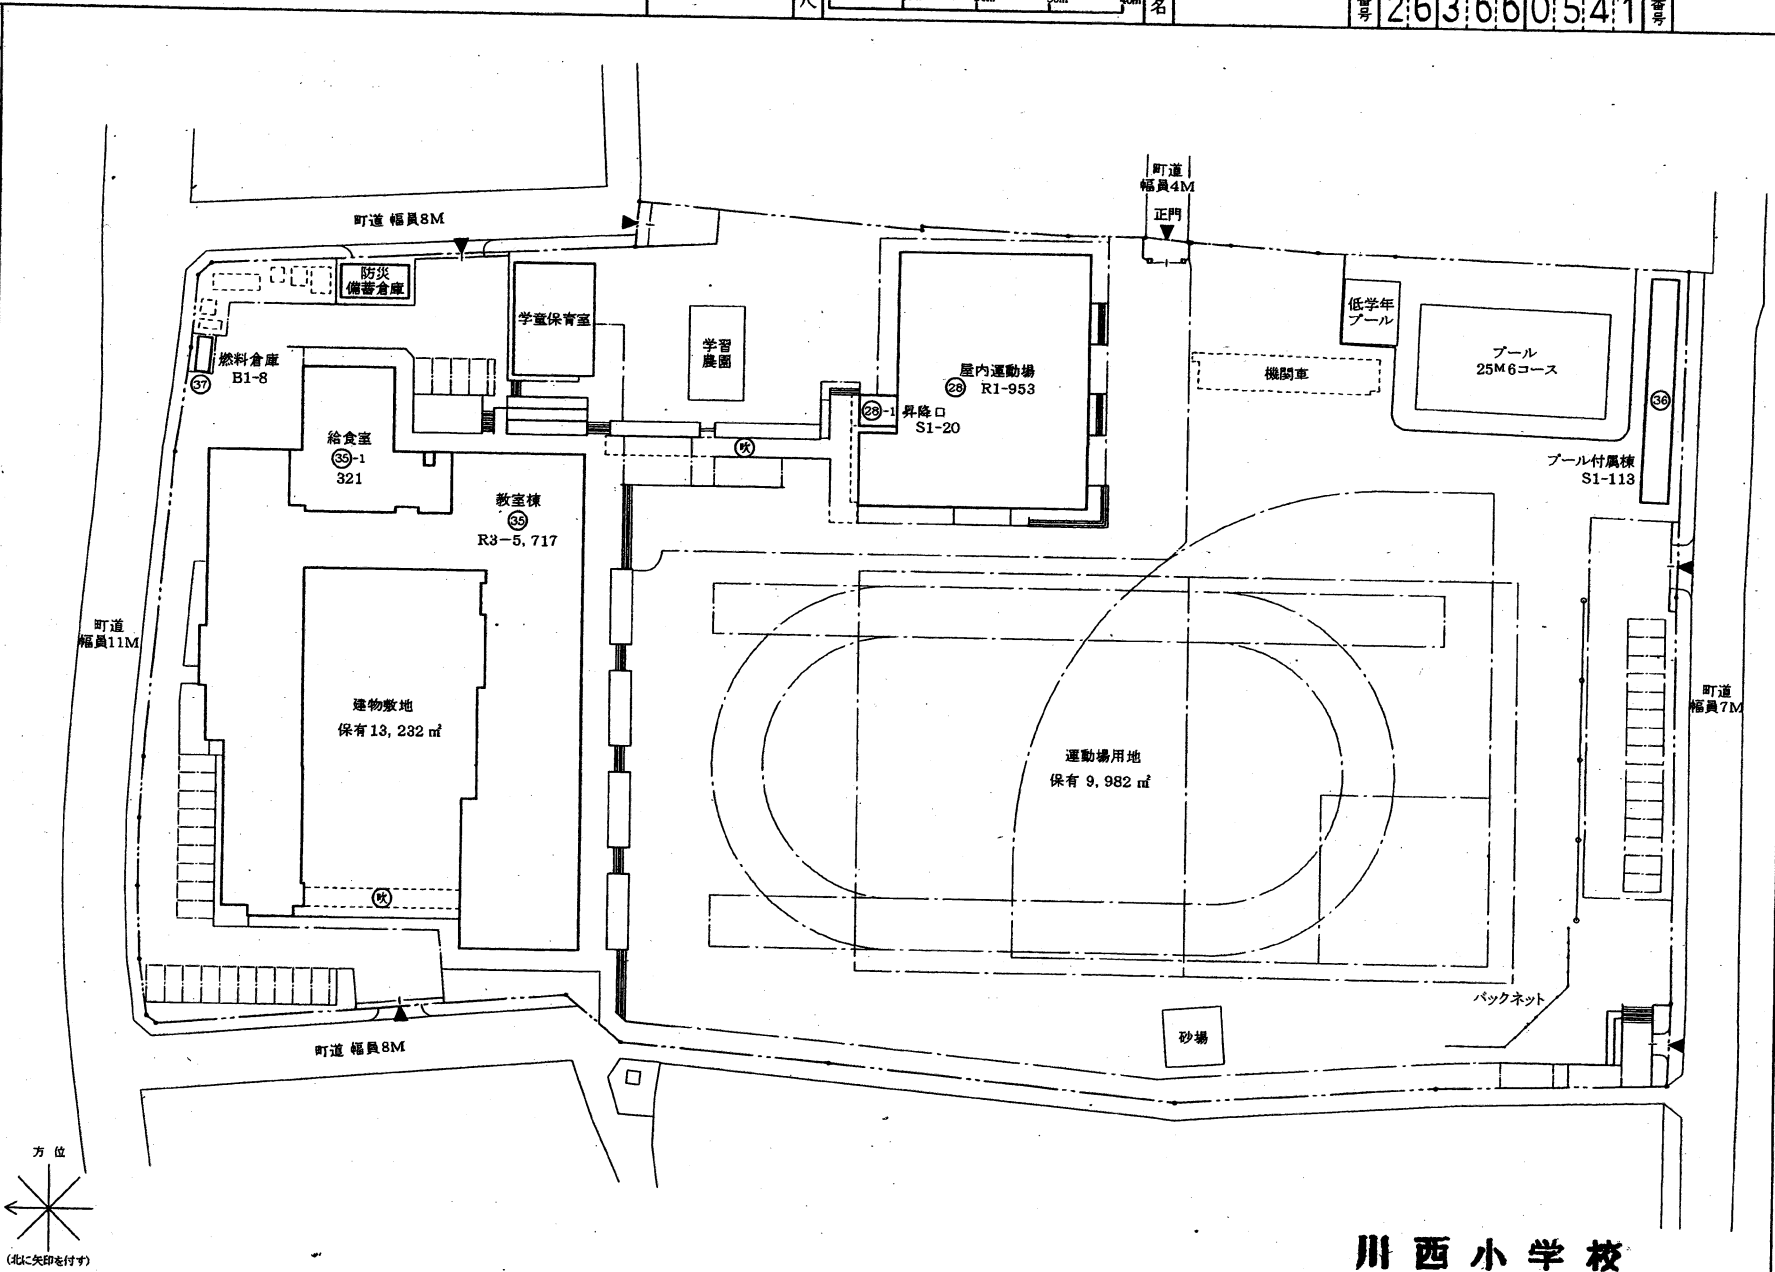 名
番号
2 6 3 6 6 0 5 4 1
番号
町道
幅員4M
正門
町道 幅員8M
防災
備蓄倉庫
学童保育室
学習
農園
低学年
プール
プール
25M6コース
機関車
屋内運動場
28 R1-953
28-1 昇降口
S1-20
36
プール付属棟
S1-113
燃料倉庫
B1-8
37
給食室
35-1
321
吹
教室棟
35
R3-5,717
町道
幅員11M
建物敷地
保有13,232㎡
運動場用地
保有 9,982㎡
町道
幅員7M
吹
バックネット
砂場
町道 幅員8M
方位
(北に矢印を付す)
川西小学校